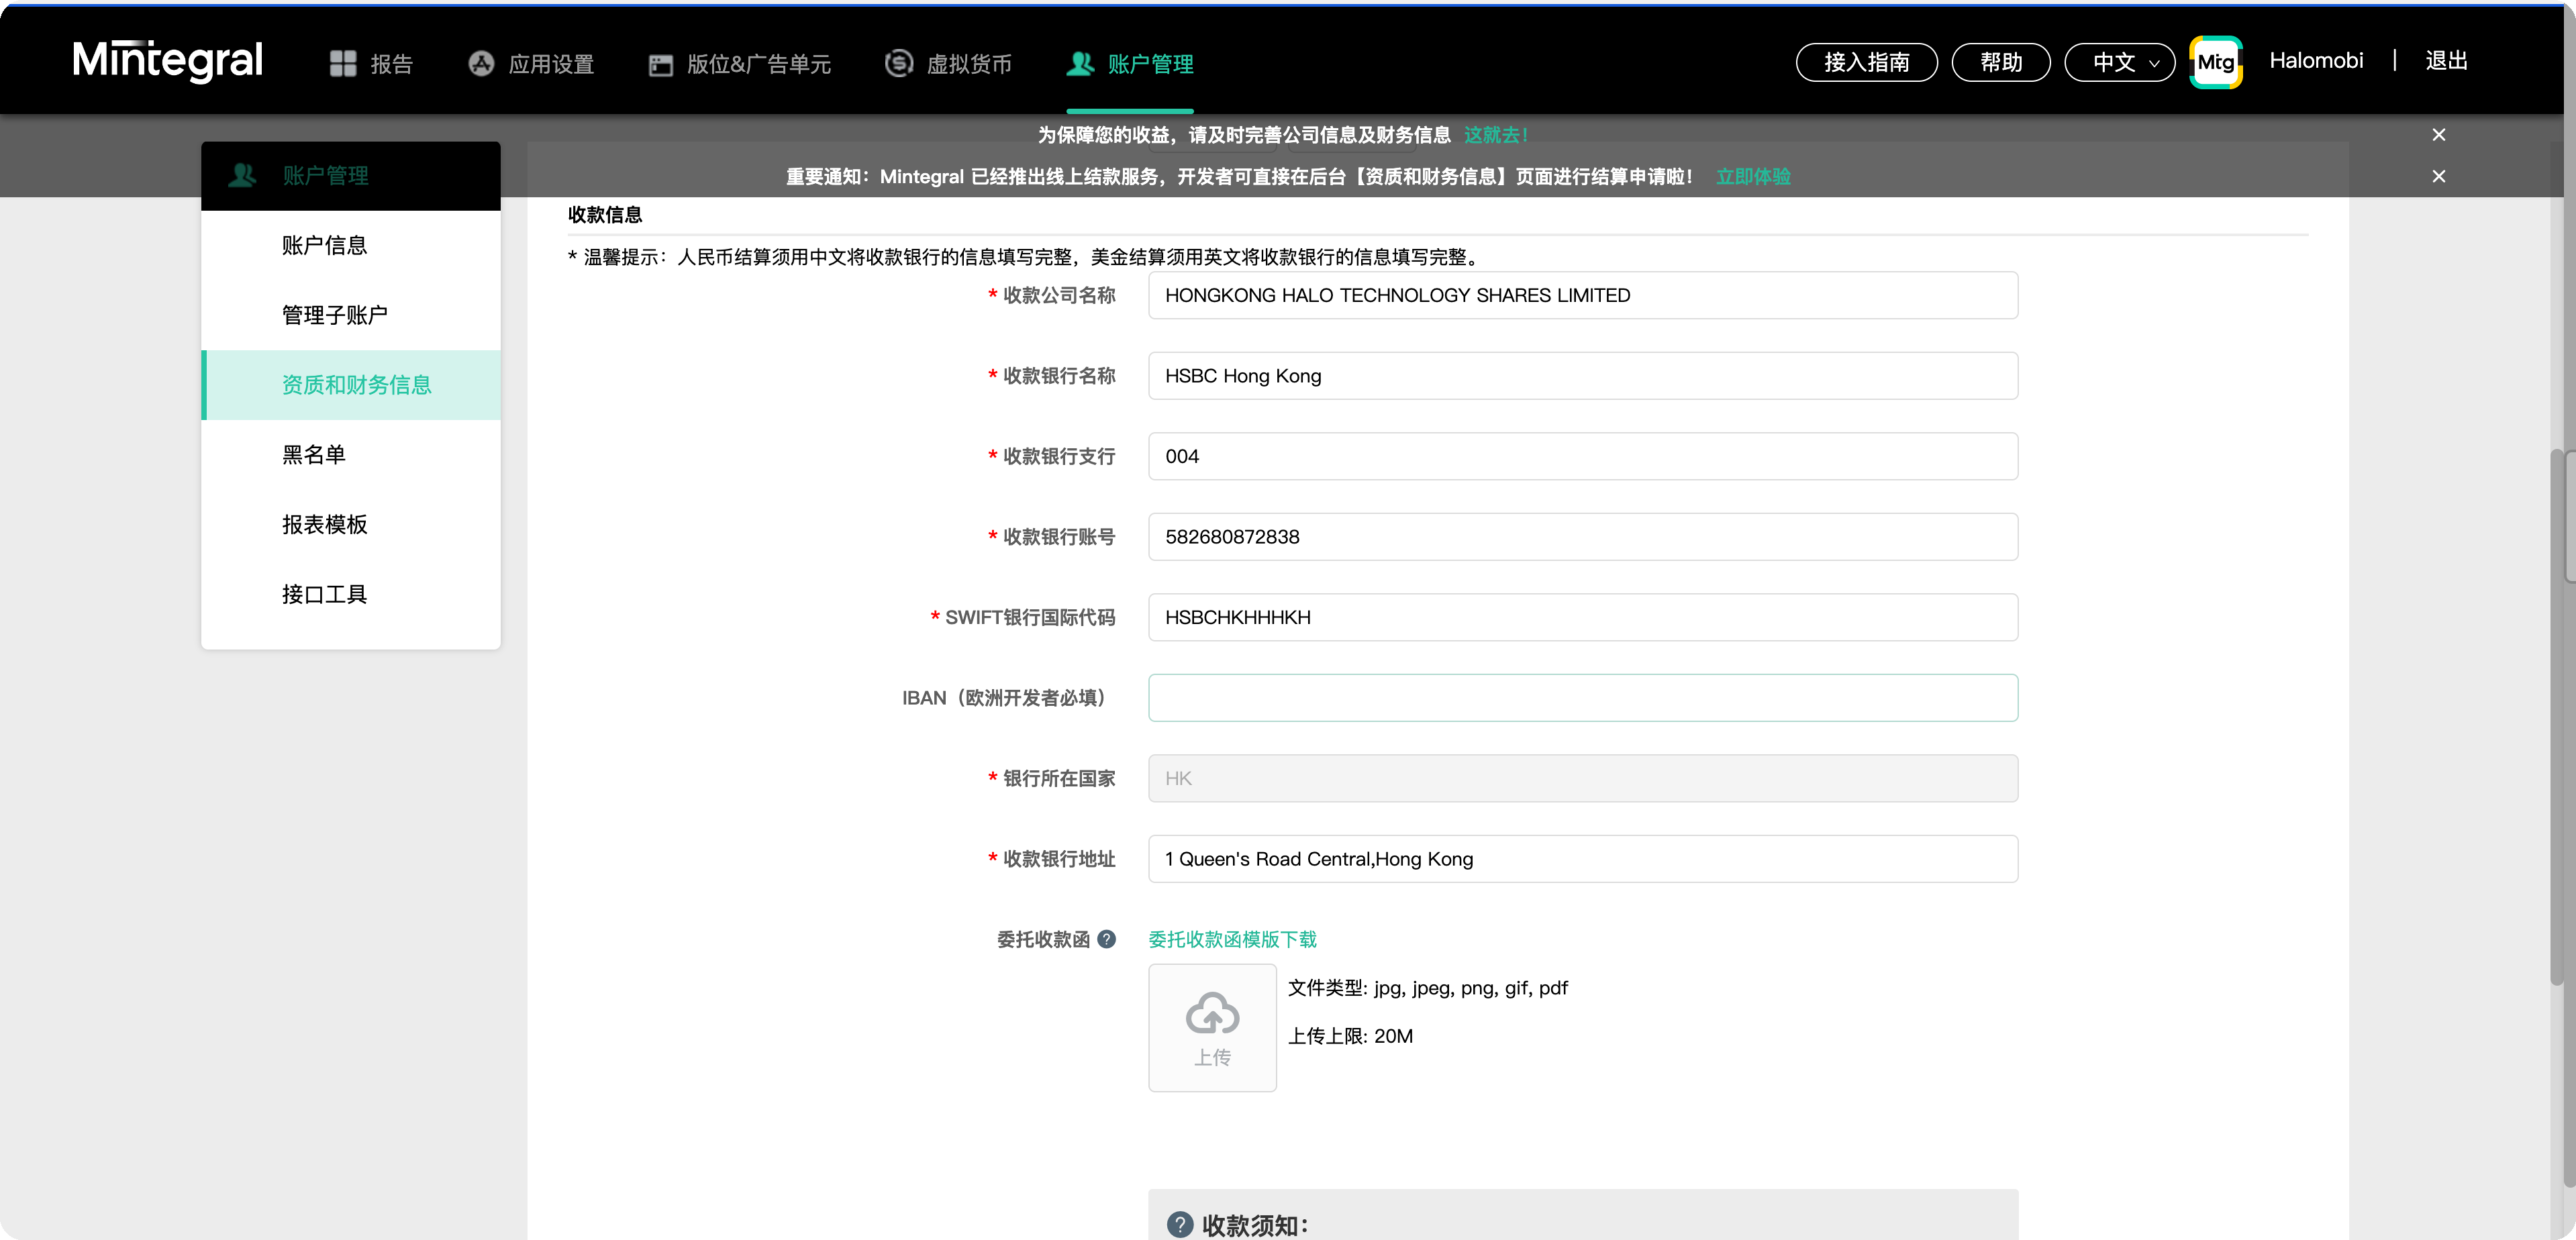 Mintegral
报告
应用设置
版位&广告单元
虚拟货币
账户管理
接入指南
帮助
中文
Mtg
Halomobi
|
退出
为保障您的收益，请及时完善公司信息及财务信息 这就去！
重要通知：Mintegral 已经推出线上结款服务，开发者可直接在后台【资质和财务信息】页面进行结算申请啦！ 立即体验
账户管理
账户信息
管理子账户
资质和财务信息
黑名单
报表模板
接口工具
收款信息
* 温馨提示：人民币结算须用中文将收款银行的信息填写完整，美金结算须用英文将收款银行的信息填写完整。
* 收款公司名称 HONGKONG HALO TECHNOLOGY SHARES LIMITED
* 收款银行名称 HSBC Hong Kong
* 收款银行支行 004
* 收款银行账号 582680872838
* SWIFT银行国际代码 HSBCHKHHHKH
IBAN（欧洲开发者必填）
* 银行所在国家 HK
* 收款银行地址 1 Queen's Road Central,Hong Kong
委托收款函 ? 委托收款函模版下载
上传
文件类型: jpg, jpeg, png, gif, pdf
上传上限: 20M
? 收款须知：